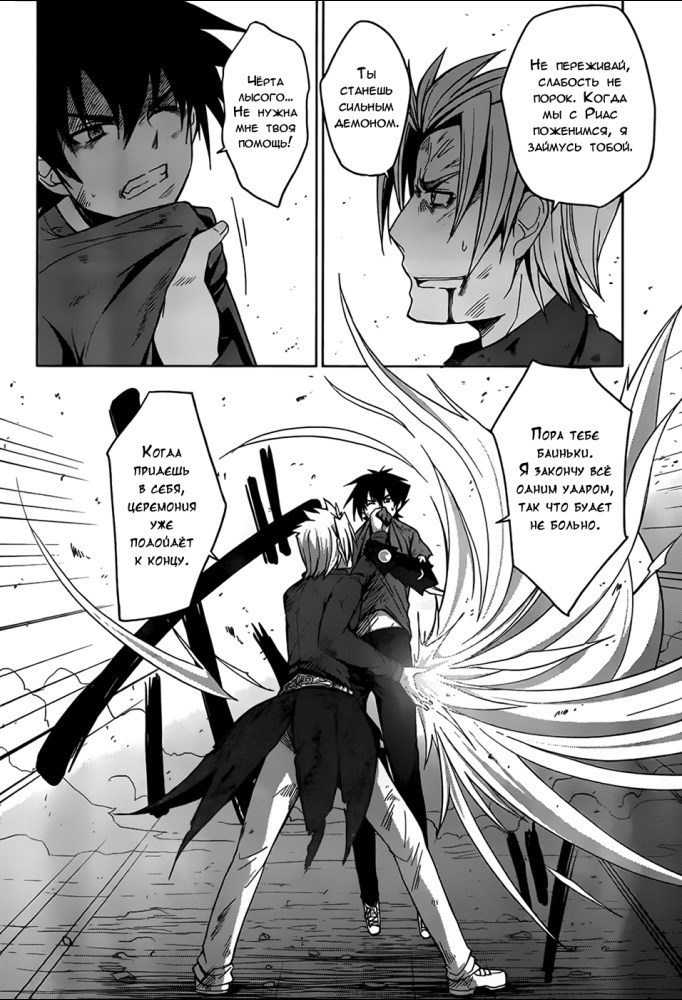 Не переживай,
слабость не
порок. Когда
мы с Риас
поженимся, я
займусь тобой.
Ты
станешь
сильным
демоном.
Чёрта
лысого...
Не нужна
мне твоя
помощь!
Пора тебе
баиньки.
Я закончу всё
одним ударом,
так что будет
не больно.
Когда
придёшь
в себя,
церемония
уже
подойдёт
к концу.